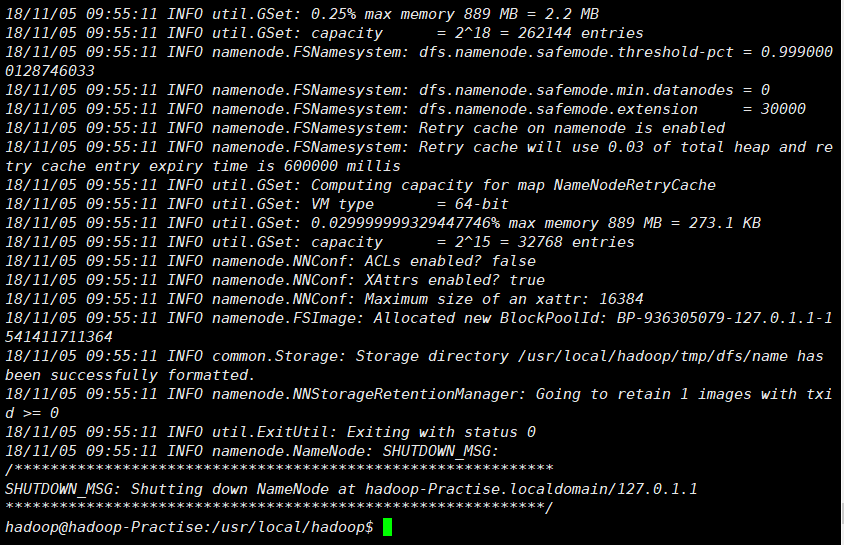 18/11/05 09:55:11 INFO util.GSet: 0.25% max memory 889 MB = 2.2 MB
18/11/05 09:55:11 INFO util.GSet: capacity      = 2^18 = 262144 entries
18/11/05 09:55:11 INFO namenode.FSNamesystem: dfs.namenode.safemode.threshold-pct = 0.999000
0128746033
18/11/05 09:55:11 INFO namenode.FSNamesystem: dfs.namenode.safemode.min.datanodes = 0
18/11/05 09:55:11 INFO namenode.FSNamesystem: dfs.namenode.safemode.extension     = 30000
18/11/05 09:55:11 INFO namenode.FSNamesystem: Retry cache on namenode is enabled
18/11/05 09:55:11 INFO namenode.FSNamesystem: Retry cache will use 0.03 of total heap and re
try cache entry expiry time is 600000 millis
18/11/05 09:55:11 INFO util.GSet: Computing capacity for map NameNodeRetryCache
18/11/05 09:55:11 INFO util.GSet: VM type       = 64-bit
18/11/05 09:55:11 INFO util.GSet: 0.029999999329447746% max memory 889 MB = 273.1 KB
18/11/05 09:55:11 INFO util.GSet: capacity      = 2^15 = 32768 entries
18/11/05 09:55:11 INFO namenode.NNConf: ACLs enabled? false
18/11/05 09:55:11 INFO namenode.NNConf: XAttrs enabled? true
18/11/05 09:55:11 INFO namenode.NNConf: Maximum size of an xattr: 16384
18/11/05 09:55:11 INFO namenode.FSImage: Allocated new BlockPoolId: BP-936305079-127.0.1.1-1
541411711364
18/11/05 09:55:11 INFO common.Storage: Storage directory /usr/local/hadoop/tmp/dfs/name has
been successfully formatted.
18/11/05 09:55:11 INFO namenode.NNStorageRetentionManager: Going to retain 1 images with txi
d >= 0
18/11/05 09:55:11 INFO util.ExitUtil: Exiting with status 0
18/11/05 09:55:11 INFO namenode.NameNode: SHUTDOWN_MSG:
/************************************************************
SHUTDOWN_MSG: Shutting down NameNode at hadoop-Practise.localdomain/127.0.1.1
************************************************************/
hadoop@hadoop-Practise:/usr/local/hadoop$